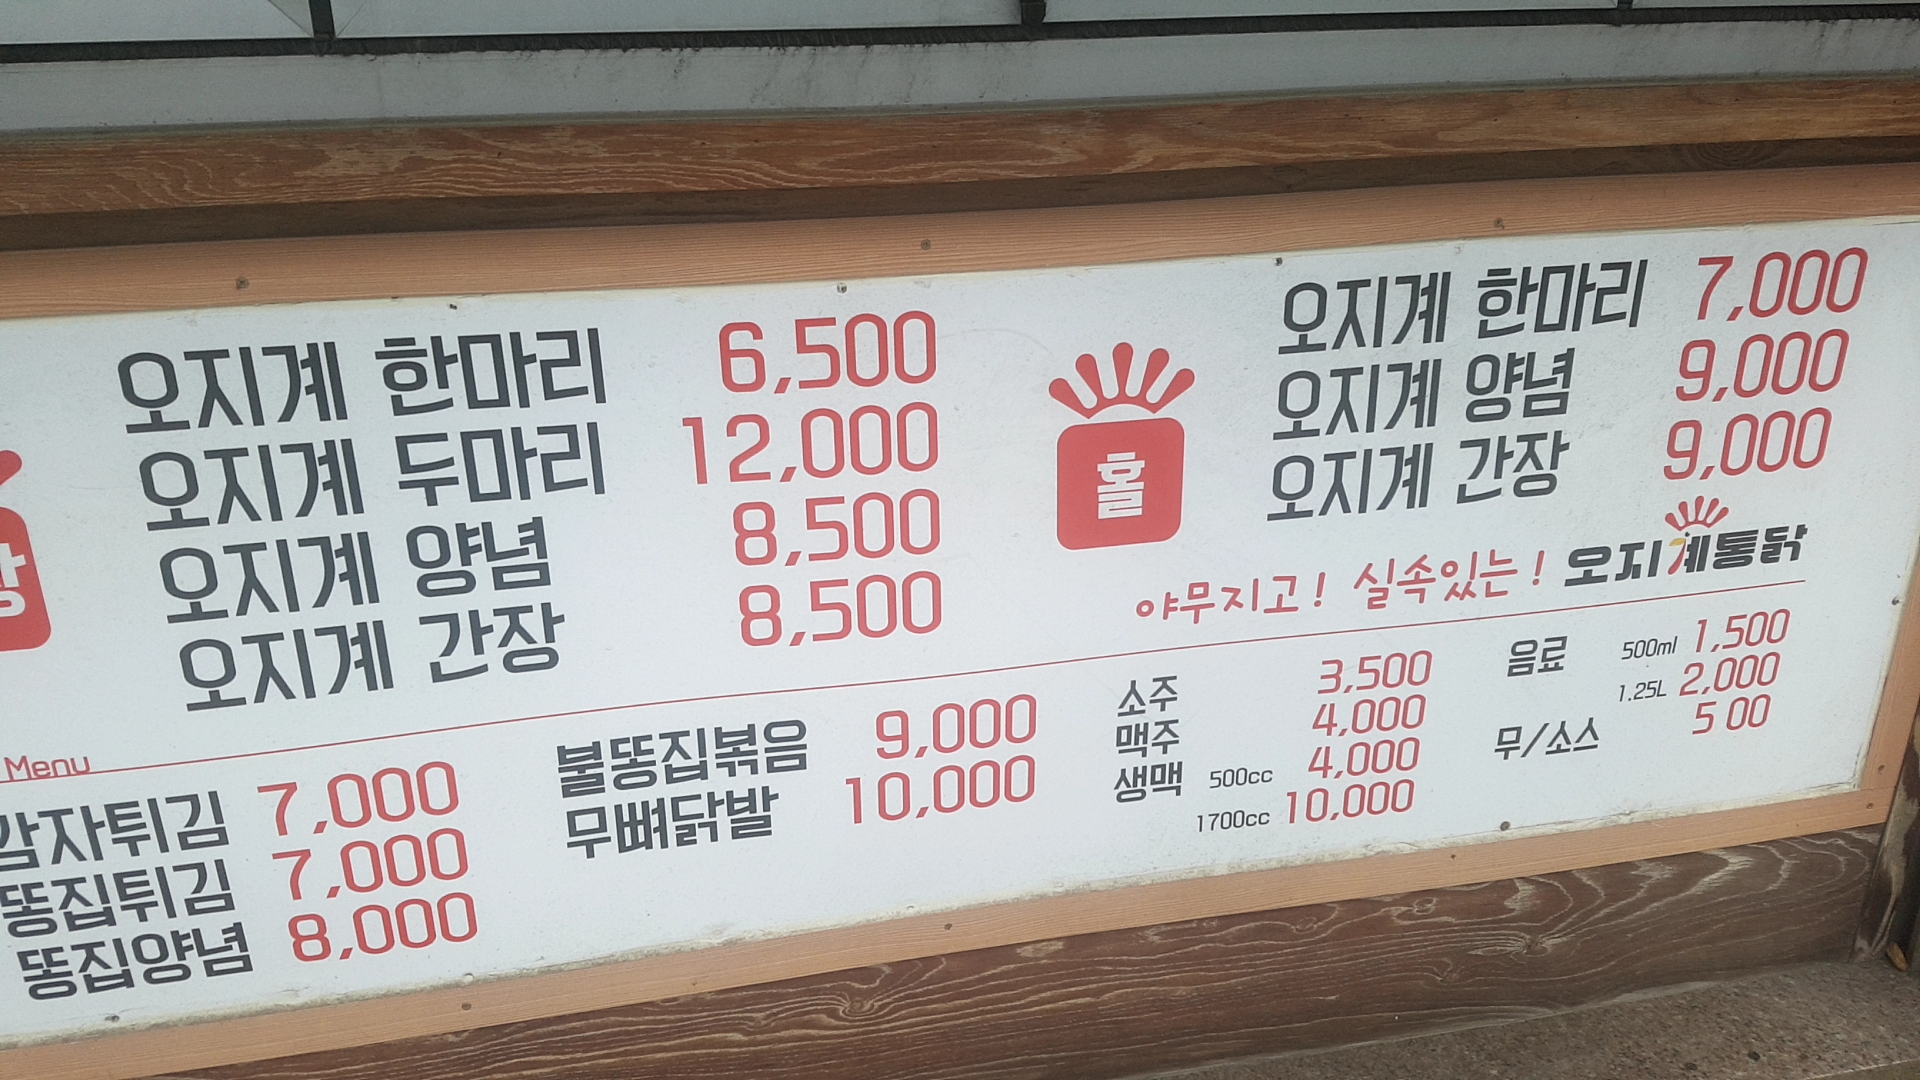 오지계 한마리 6,500
오지계 두마리 12,000
오지계 양념 8,500
오지계 간장 8,500
홀
오지계 한마리 7,000
오지계 양념 9,000
오지계 간장 9,000
야무지고! 실속있는! 오지계통닭
Menu
감자튀김 7,000
똥집튀김 7,000
똥집양념 8,000
불똥집볶음 9,000
무뼈닭발 10,000
소주 3,500
맥주 4,000
생맥 500cc 4,000
1700cc 10,000
음료 500ml 1,500
1.25L 2,000
무/소스 500